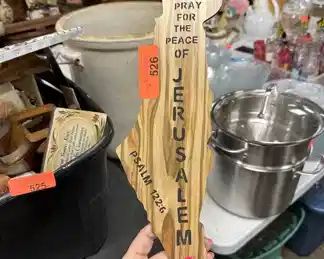 PRAY
FOR THE
PEACE
OF
JERUSALEM
PSALM 122:6
526
525